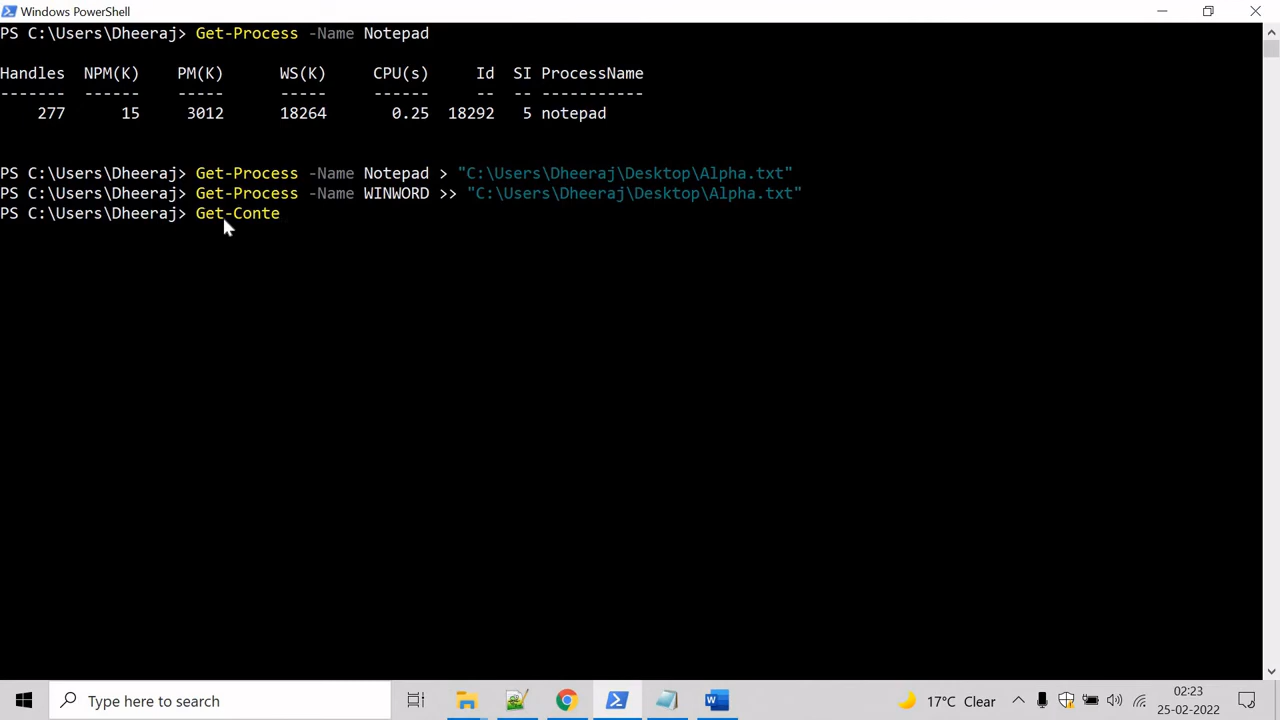 Windows PowerShell
PS C:\Users\Dheeraj> Get-Process -Name Notepad
Handles NPM(K) PM(K) WS(K) CPU(s) Id SI ProcessName
------- ------ ----- ----- ------ -- -- -----------
277 15 3012 18264 0.25 18292 5 notepad
PS C:\Users\Dheeraj> Get-Process -Name Notepad > "C:\Users\Dheeraj\Desktop\Alpha.txt"
PS C:\Users\Dheeraj> Get-Process -Name WINWORD >> "C:\Users\Dheeraj\Desktop\Alpha.txt"
PS C:\Users\Dheeraj> Get-Conte
Type here to search
17°C Clear
02:23
25-02-2022